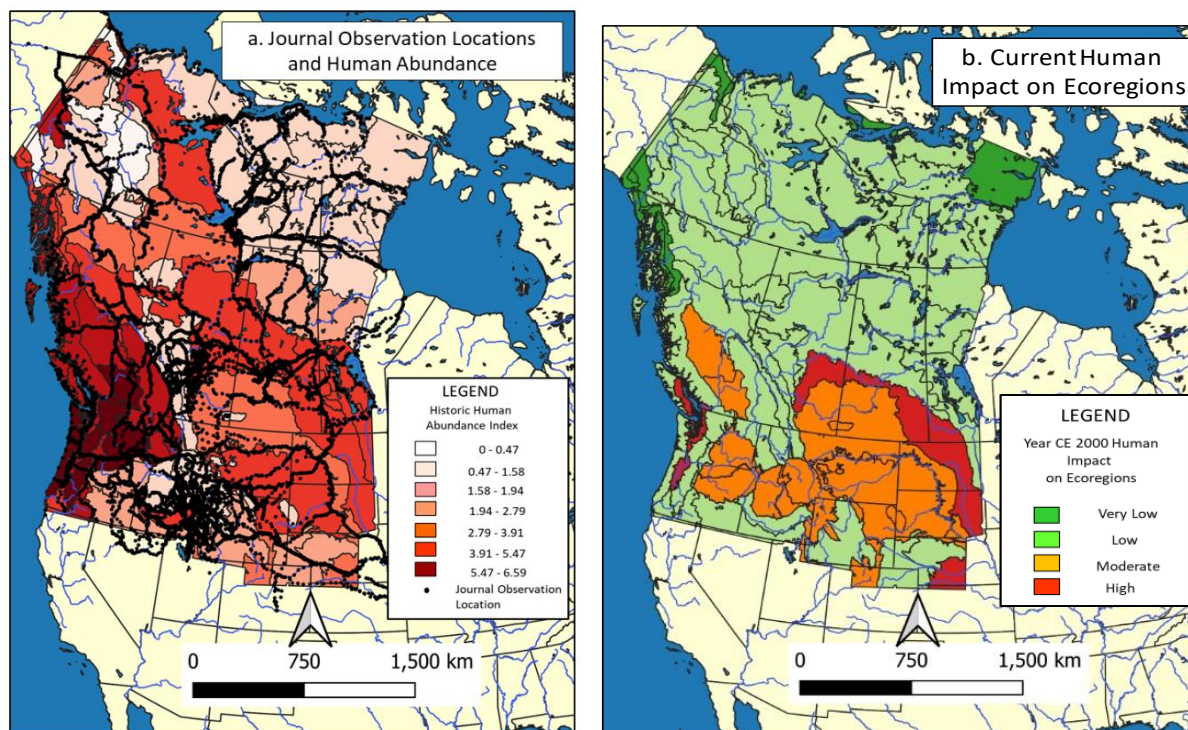 a. Journal Observation Locations
and Human Abundance
LEGEND
Historic Human
Abundance Index
0 - 0.47
0.47 - 1.58
1.58 - 1.94
1.94 - 2.79
2.79 - 3.91
3.91 - 5.47
5.47 - 6.59
Journal Observation
Location
0 750 1,500 km
b. Current Human
Impact on Ecoregions
LEGEND
Year CE 2000 Human
Impact
on Ecoregions
Very Low
Low
Moderate
High
0 750 1,500 km